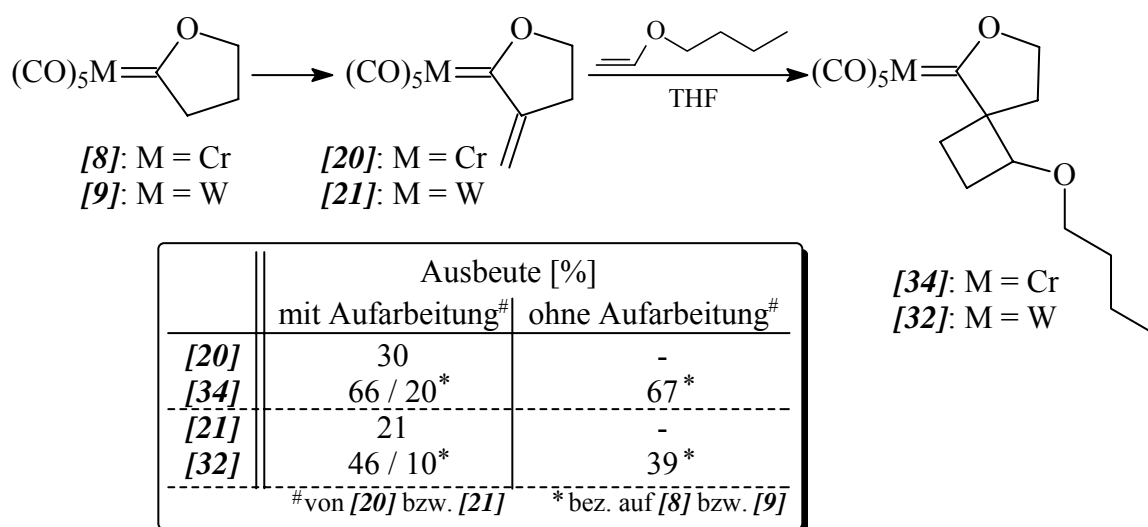 (CO)₅M O (CO)₅M O O THF (CO)₅M O O
[8]: M = Cr [20]: M = Cr
[9]: M = W [21]: M = W
[34]: M = Cr
[32]: M = W
Ausbeute [%]
mit Aufarbeitung# ohne Aufarbeitung#
[20] 30 -
[34] 66 / 20* 67*
[21] 21 -
[32] 46 / 10* 39*
#von [20] bzw. [21] *bez. auf [8] bzw. [9]